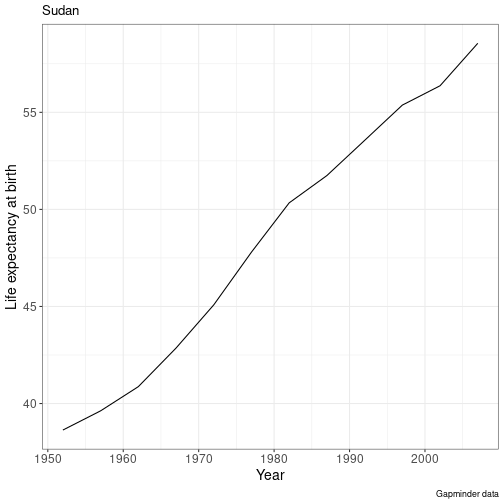 Sudan
Life expectancy at birth
55
50
45
40
1950 1960 1970 1980 1990 2000
Year
Gapminder data